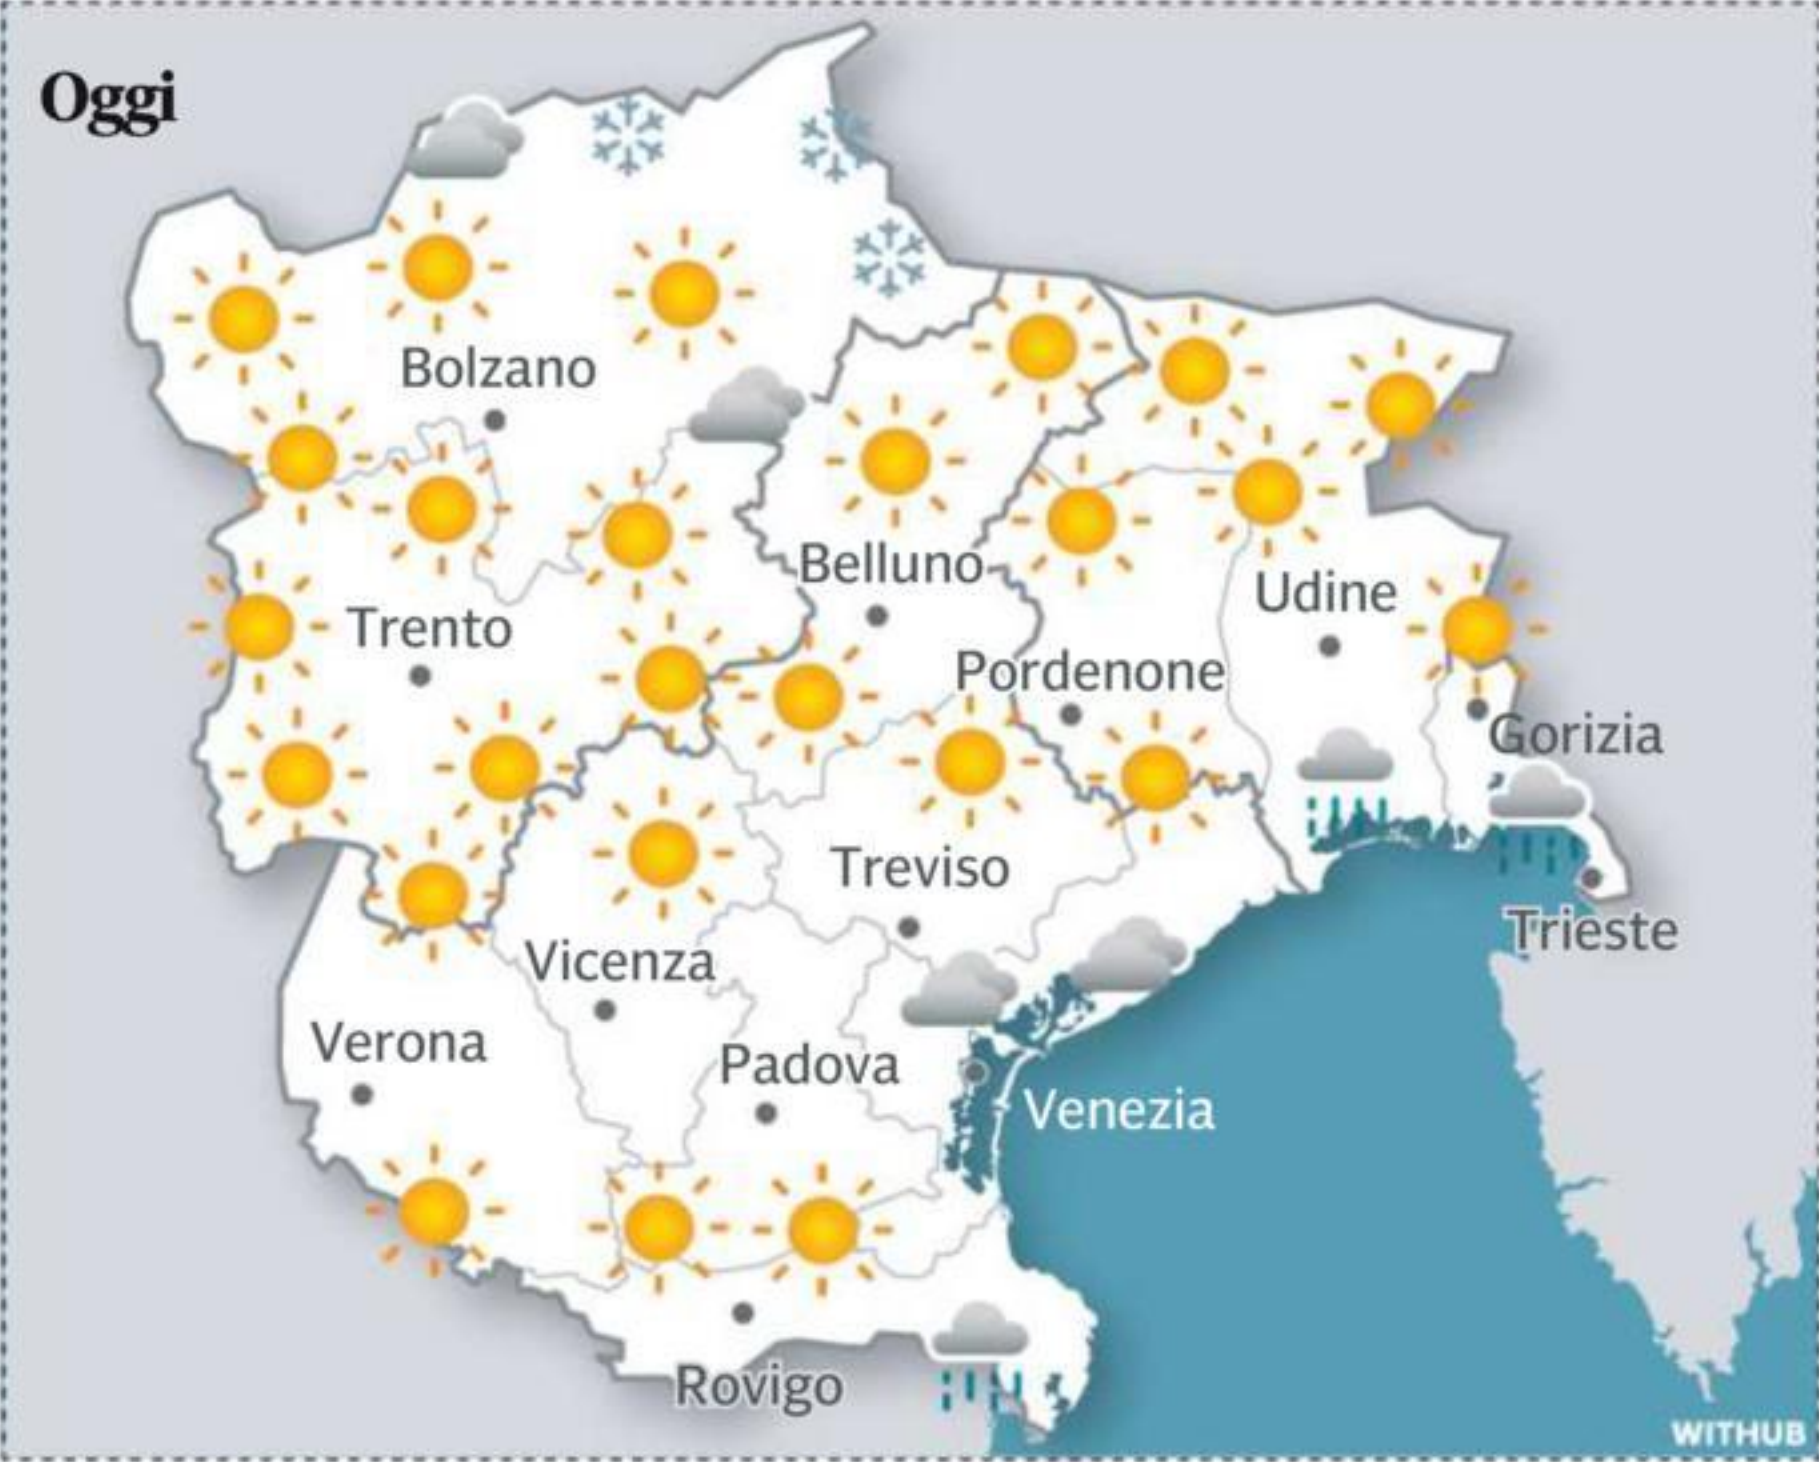 Oggi
Bolzano
Belluno
Udine
Trento
Pordenone
Gorizia
Treviso
Trieste
Vicenza
Verona
Padova
Venezia
Rovigo
WITHUB